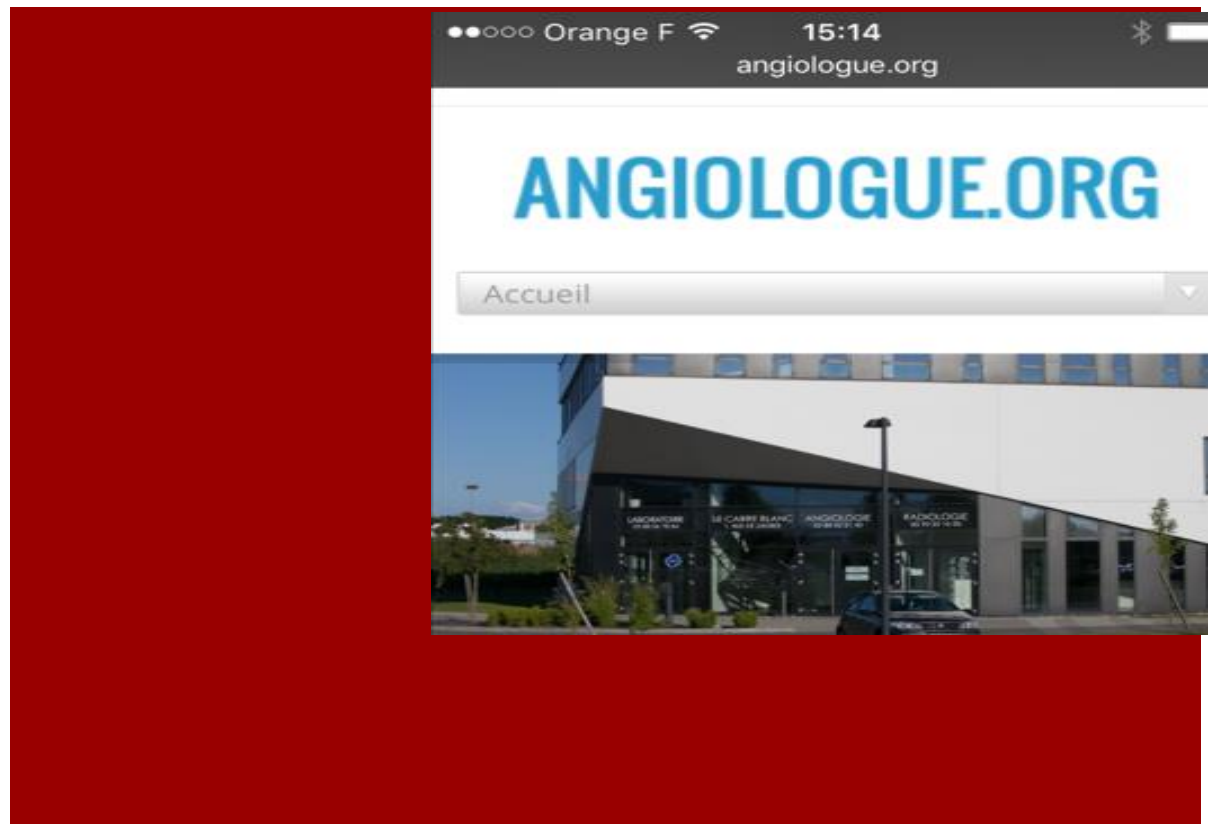 Orange F 15:14
angiologue.org
ANGIOLOGUE.ORG
Accueil
LABORATOIRE LE CARRE BLANC ANGIOLOGIE RADIOLOGIE